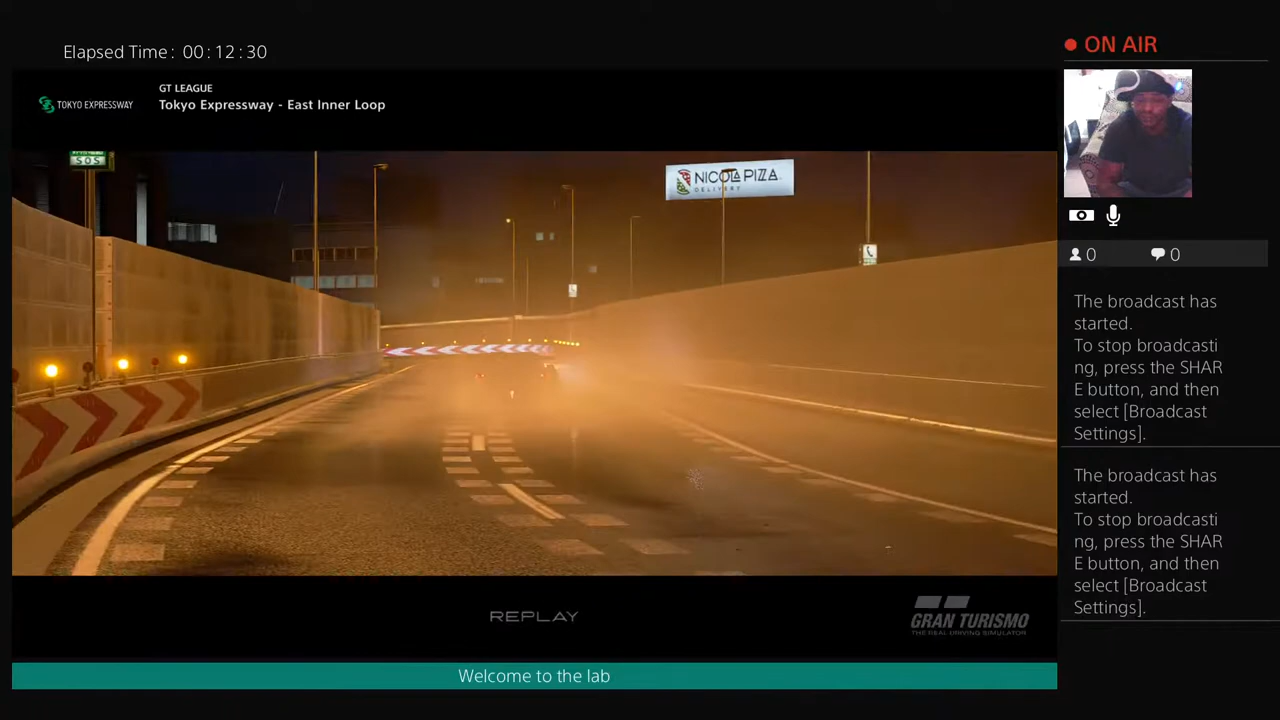 Elapsed Time: 00:12:30
ON AIR
TOKYO EXPRESSWAY
GT LEAGUE
Tokyo Expressway - East Inner Loop
SOS
NICOLA PIZZA
DELIVERY
0
0
The broadcast has
started.
To stop broadcasti
ng, press the SHAR
E button, and then
select [Broadcast
Settings].
The broadcast has
started.
To stop broadcasti
ng, press the SHAR
E button, and then
select [Broadcast
Settings].
REPLAY
GRAN TURISMO
THE REAL DRIVING SIMULATOR
Welcome to the lab